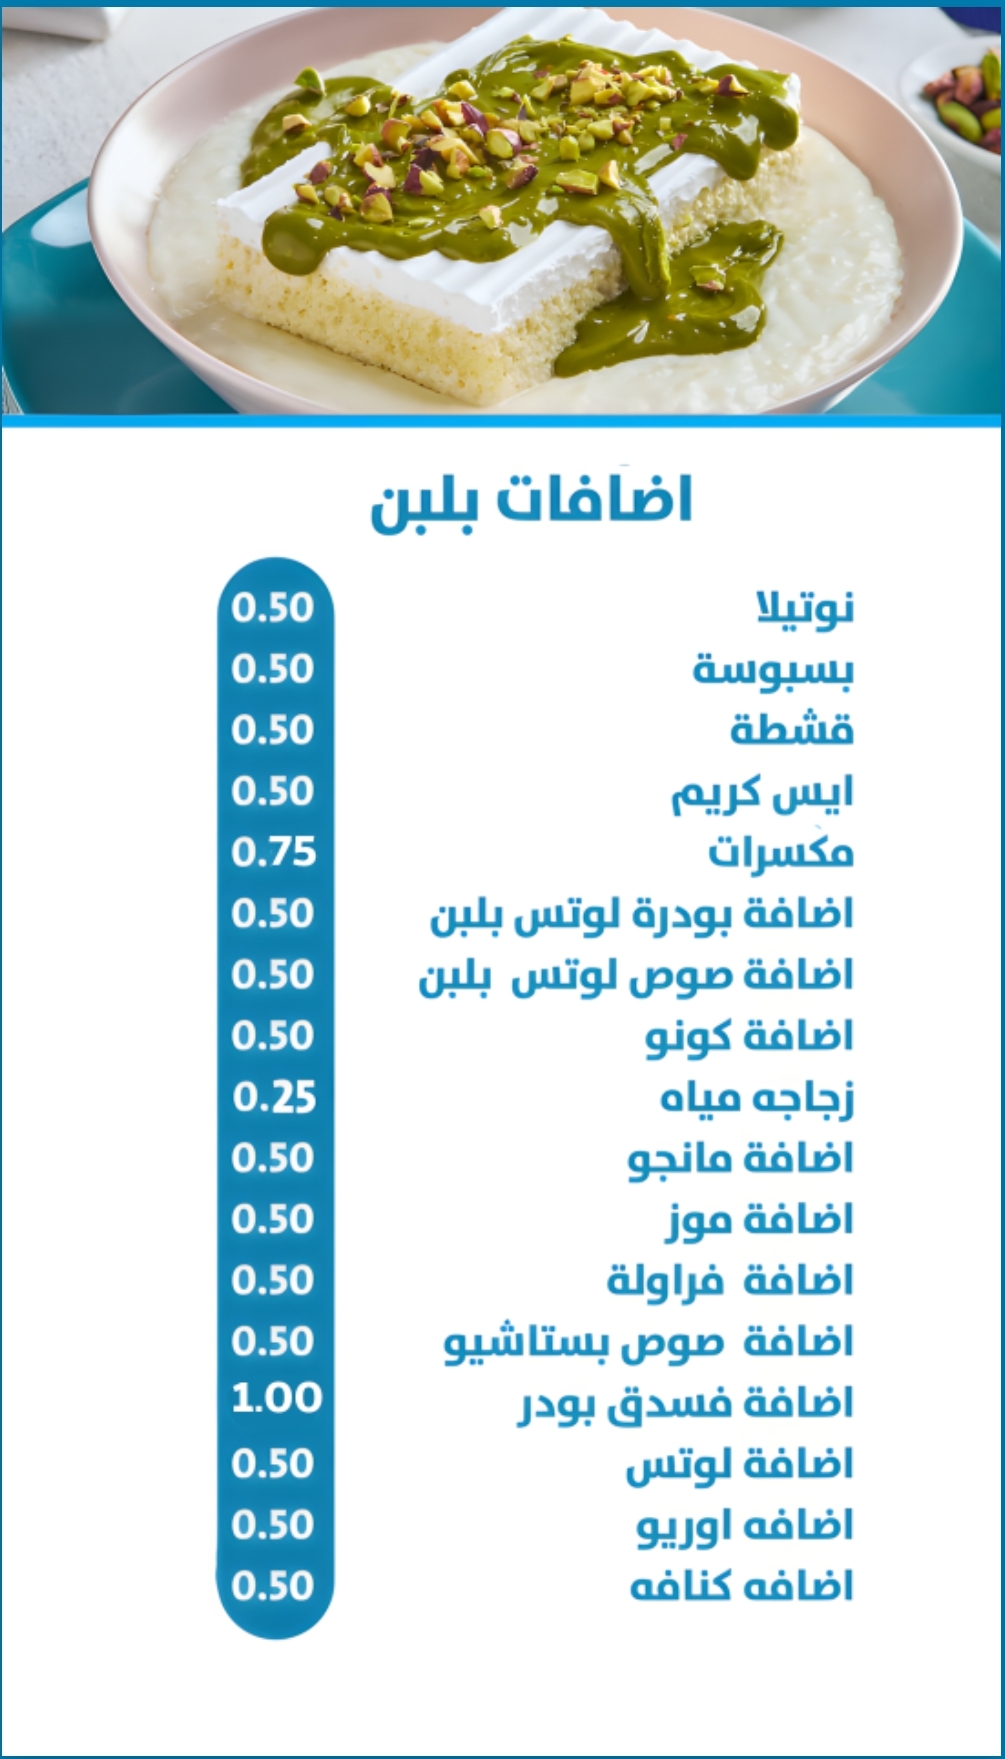 اضافات بلبن
نوتيلا 0.50
بسبوسة 0.50
قشطة 0.50
ايس كريم 0.50
مكسرات 0.75
اضافة بودرة لوتس بلبن 0.50
اضافة صوص لوتس بلبن 0.50
اضافة كونو 0.50
زجاجه مياه 0.25
اضافة مانجو 0.50
اضافة موز 0.50
اضافة فراولة 0.50
اضافة صوص بستاشيو 0.50
اضافة فسدق بودر 1.00
اضافة لوتس 0.50
اضافه اوريو 0.50
اضافه كنافه 0.50